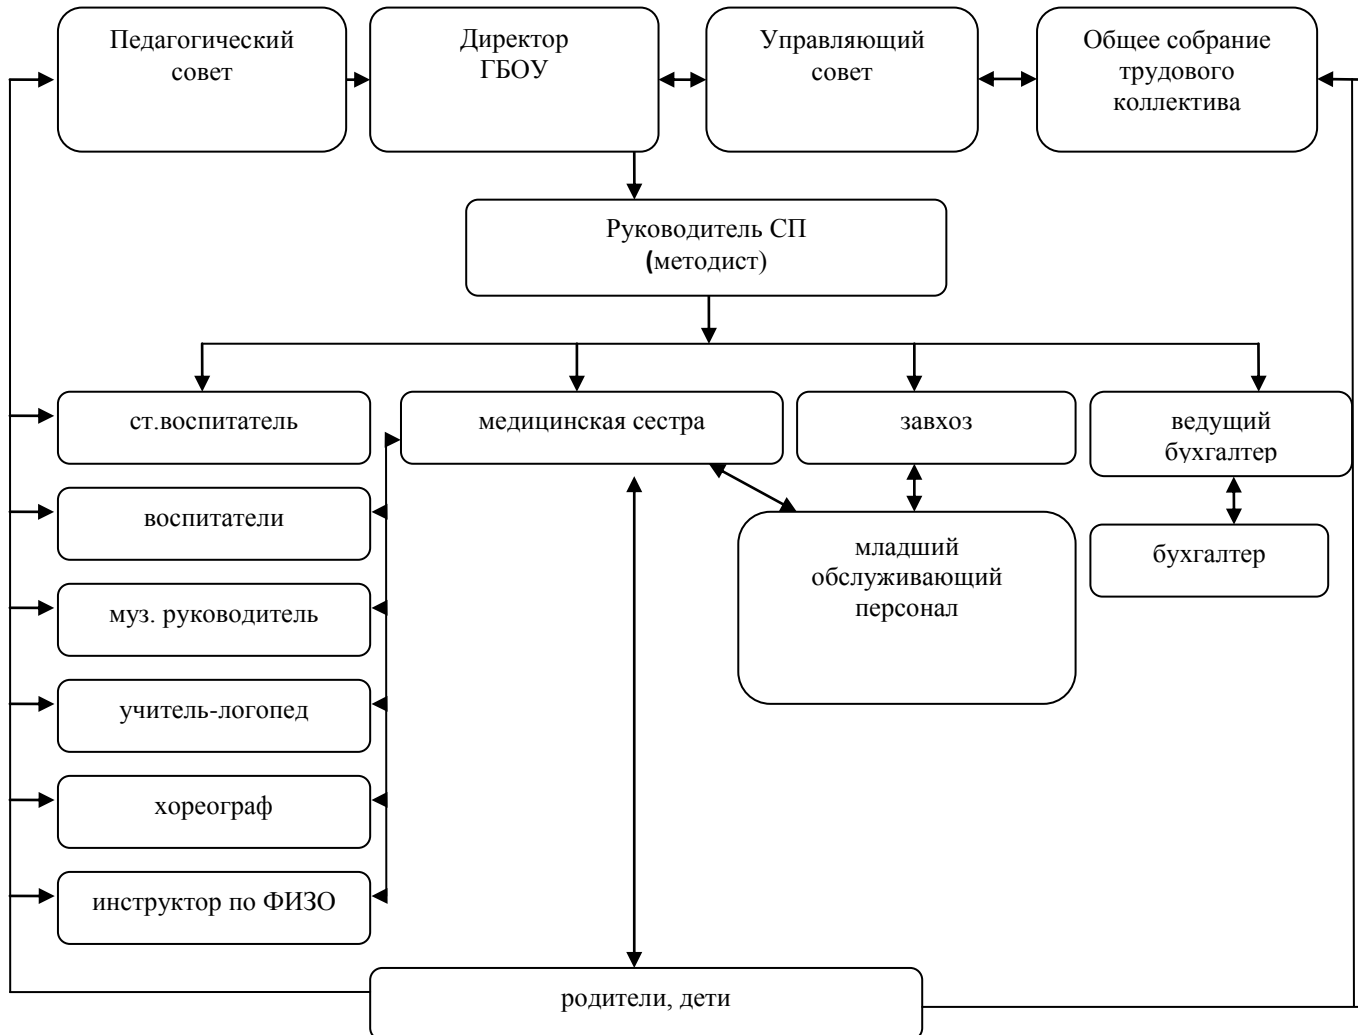 Педагогический
совет
Директор
ГБОУ
Управляющий
совет
Общее собрание
трудового
коллектива
Руководитель СП
(методист)
ст.воспитатель
медицинская сестра
завхоз
ведущий
бухгалтер
воспитатели
младший
обслуживающий
персонал
бухгалтер
муз. руководитель
учитель-логопед
хореограф
инструктор по ФИЗО
родители, дети